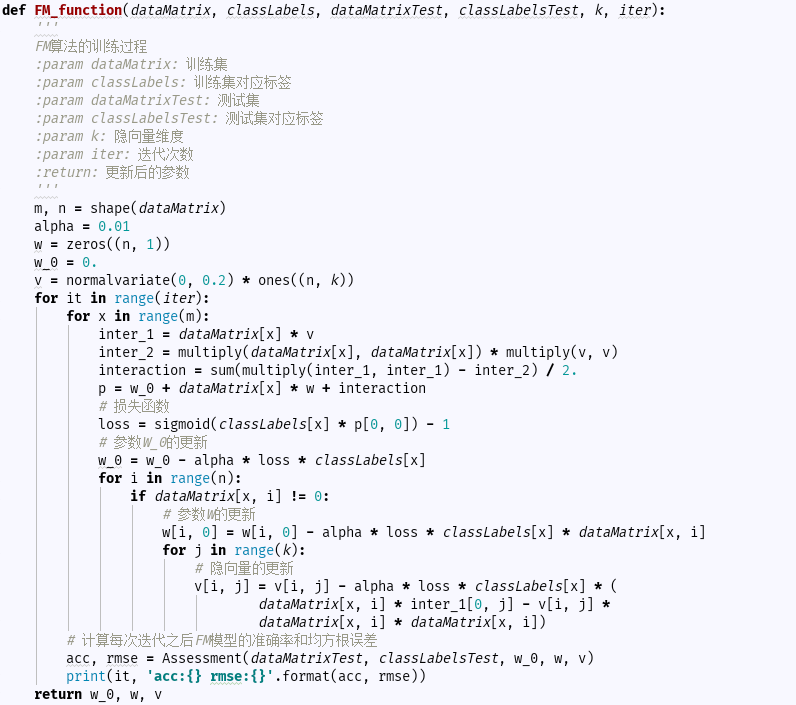 def FM_function(dataMatrix, classLabels, dataMatrixTest, classLabelsTest, k, iter):
    '''
    FM算法的训练过程
    :param dataMatrix: 训练集
    :param classLabels: 训练集对应标签
    :param dataMatrixTest: 测试集
    :param classLabelsTest: 测试集对应标签
    :param k: 隐向量维度
    :param iter: 迭代次数
    :return: 更新后的参数
    '''
    m, n = shape(dataMatrix)
    alpha = 0.01
    w = zeros((n, 1))
    w_0 = 0.
    v = normalvariate(0, 0.2) * ones((n, k))
    for it in range(iter):
        for x in range(m):
            inter_1 = dataMatrix[x] * v
            inter_2 = multiply(dataMatrix[x], dataMatrix[x]) * multiply(v, v)
            interaction = sum(multiply(inter_1, inter_1) - inter_2) / 2.
            p = w_0 + dataMatrix[x] * w + interaction
            # 损失函数
            loss = sigmoid(classLabels[x] * p[0, 0]) - 1
            # 参数W_0的更新
            w_0 = w_0 - alpha * loss * classLabels[x]
            for i in range(n):
                if dataMatrix[x, i] != 0:
                    # 参数W的更新
                    w[i, 0] = w[i, 0] - alpha * loss * classLabels[x] * dataMatrix[x, i]
                    for j in range(k):
                        # 隐向量的更新
                        v[i, j] = v[i, j] - alpha * loss * classLabels[x] * (
                                dataMatrix[x, i] * inter_1[0, j] - v[i, j] *
                                dataMatrix[x, i] * dataMatrix[x, i])
        # 计算每次迭代之后FM模型的准确率和均方根误差
        acc, rmse = Assessment(dataMatrixTest, classLabelsTest, w_0, w, v)
        print(it, 'acc:{} rmse:{}'.format(acc, rmse))
    return w_0, w, v